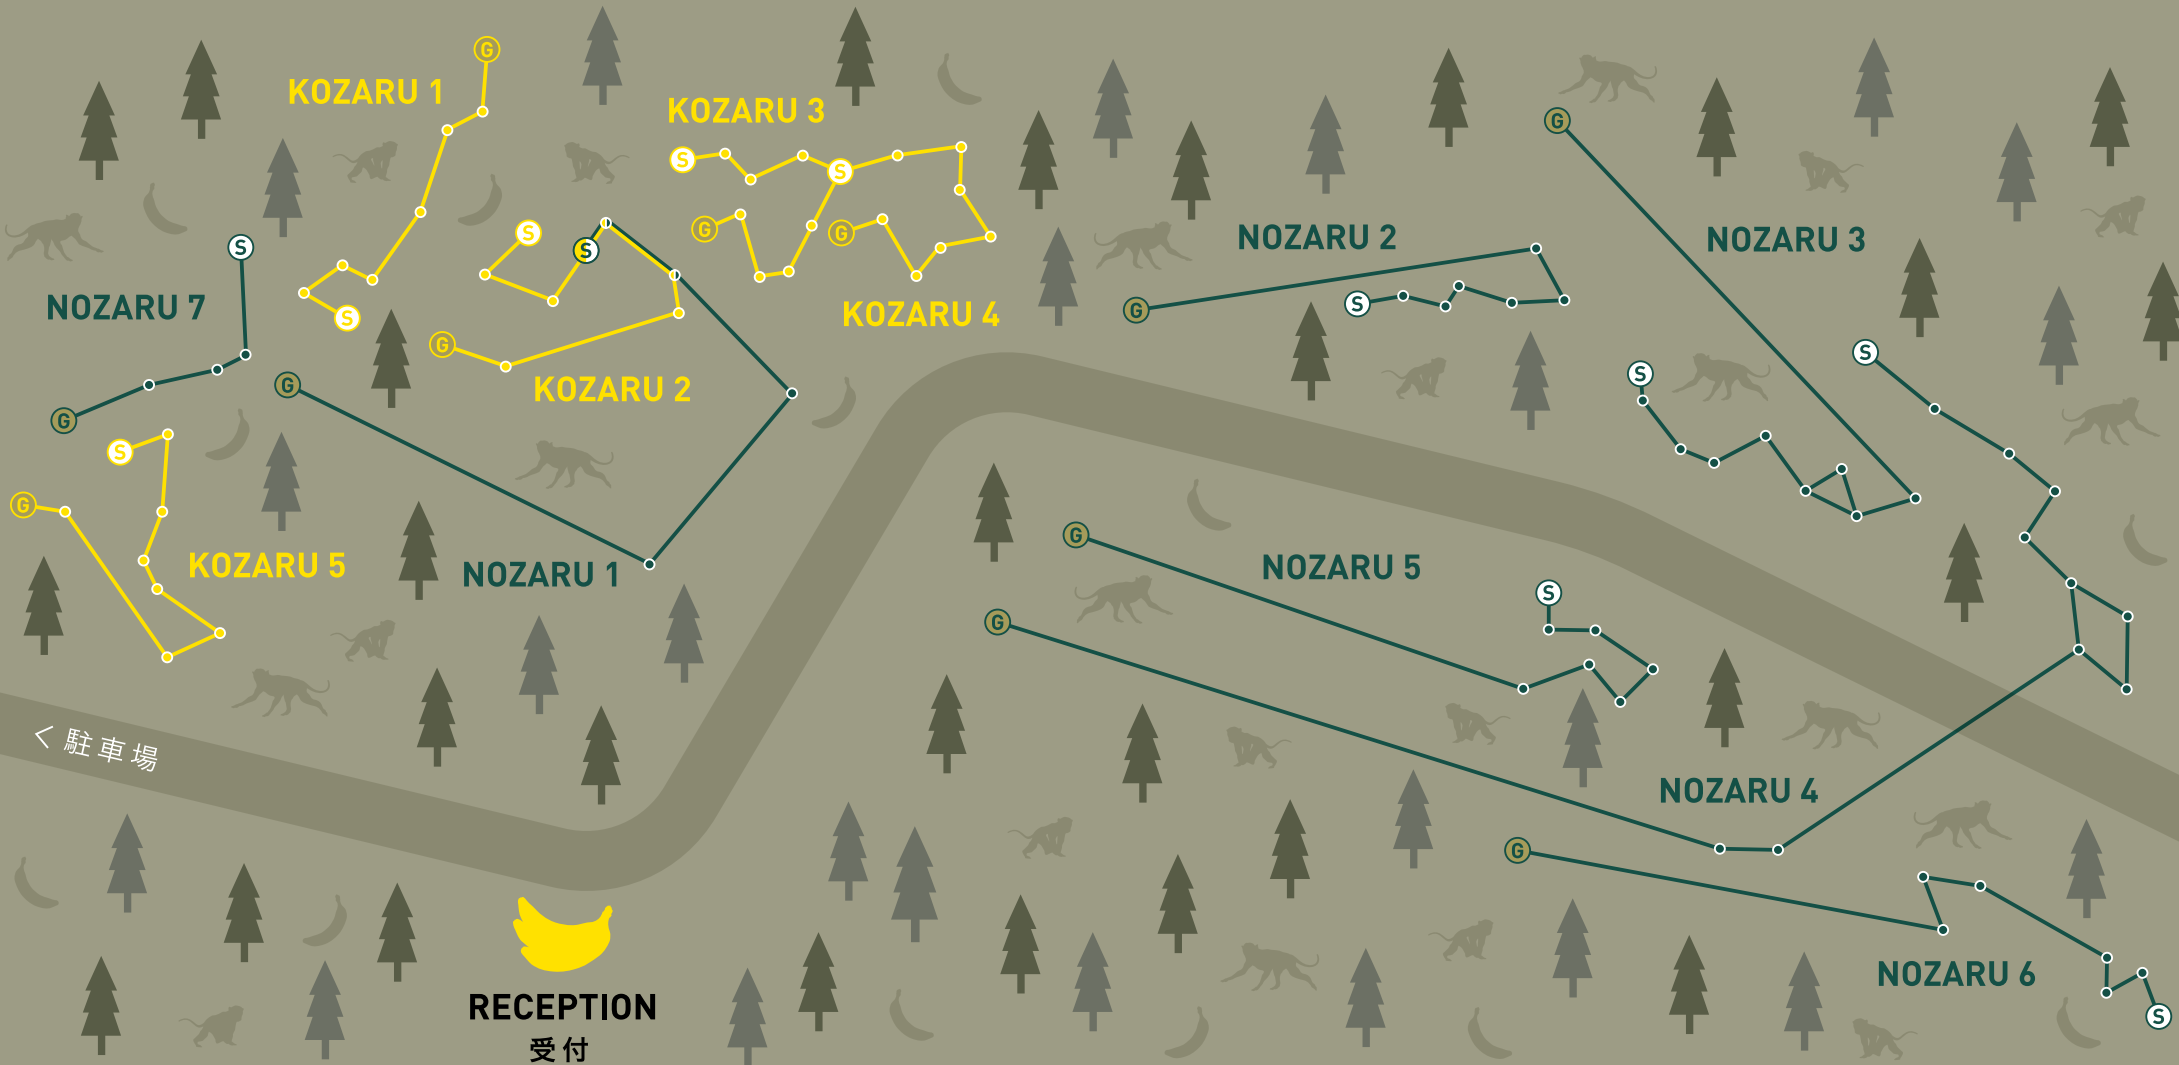 G
KOZARU 1
KOZARU 3
G
S
S
S
G
G
NOZARU 2
NOZARU 3
S
S
S
NOZARU 7
G
S
S
KOZARU 4
G
S
S
G
KOZARU 2
G
S
G
KOZARU 5
NOZARU 1
G
NOZARU 5
S
G
< 駐車場
NOZARU 4
G
NOZARU 6
S
RECEPTION
受付